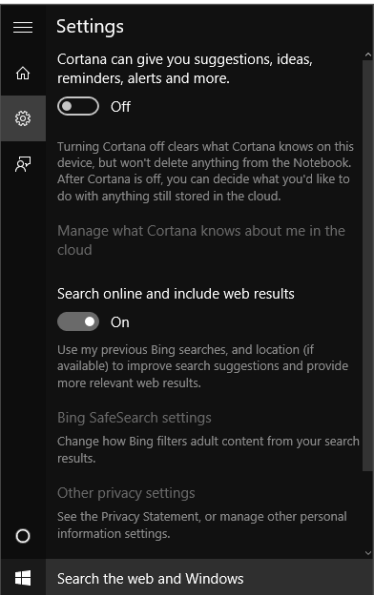 Settings
Cortana can give you suggestions, ideas,
reminders, alerts and more.
Off
Turning Cortana off clears what Cortana knows on this
device, but won't delete anything from the Notebook.
After Cortana is off, you can decide what you'd like to
do with anything still stored in the cloud.
Manage what Cortana knows about me in the
cloud
Search online and include web results
On
Use my previous Bing searches, and location (if
available) to improve search suggestions and provide
more relevant web results.
Bing SafeSearch settings
Change how Bing filters adult content from your search
results.
Other privacy settings
See the Privacy Statement, or manage other personal
information settings.
Search the web and Windows